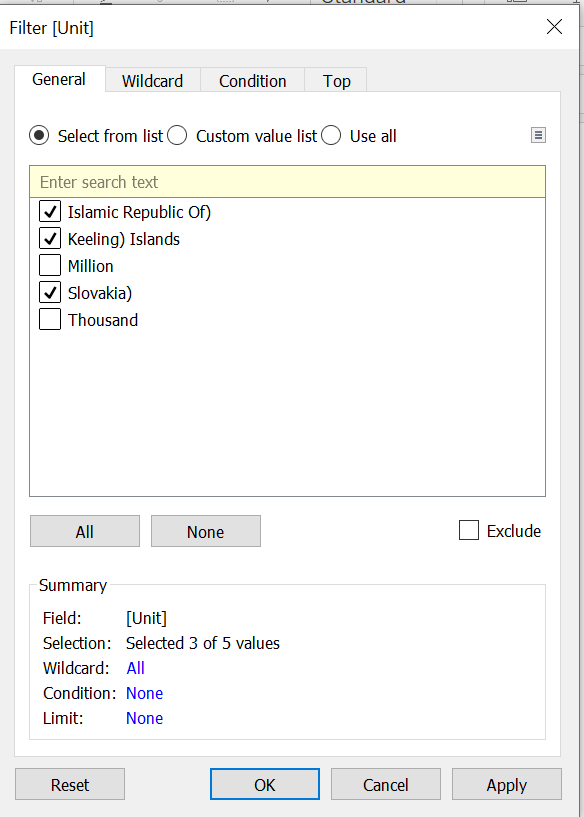 Standard
Filter [Unit]
General Wildcard Condition Top
Select from list Custom value list Use all
Enter search text
Islamic Republic Of)
Keeling) Islands
Million
Slovakia)
Thousand
All None Exclude
Summary
Field: [Unit]
Selection: Selected 3 of 5 values
Wildcard: All
Condition: None
Limit: None
Reset OK Cancel Apply